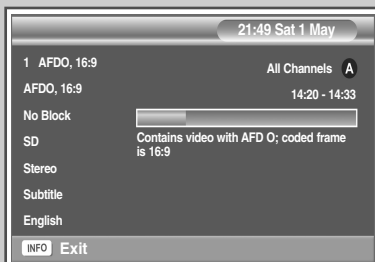 21:49 Sat 1 May
1 AFDO, 16:9
All Channels A
AFDO, 16:9
14:20 - 14:33
No Block
SD
Contains video with AFD O; coded frame
is 16:9
Stereo
Subtitle
English
INFO Exit